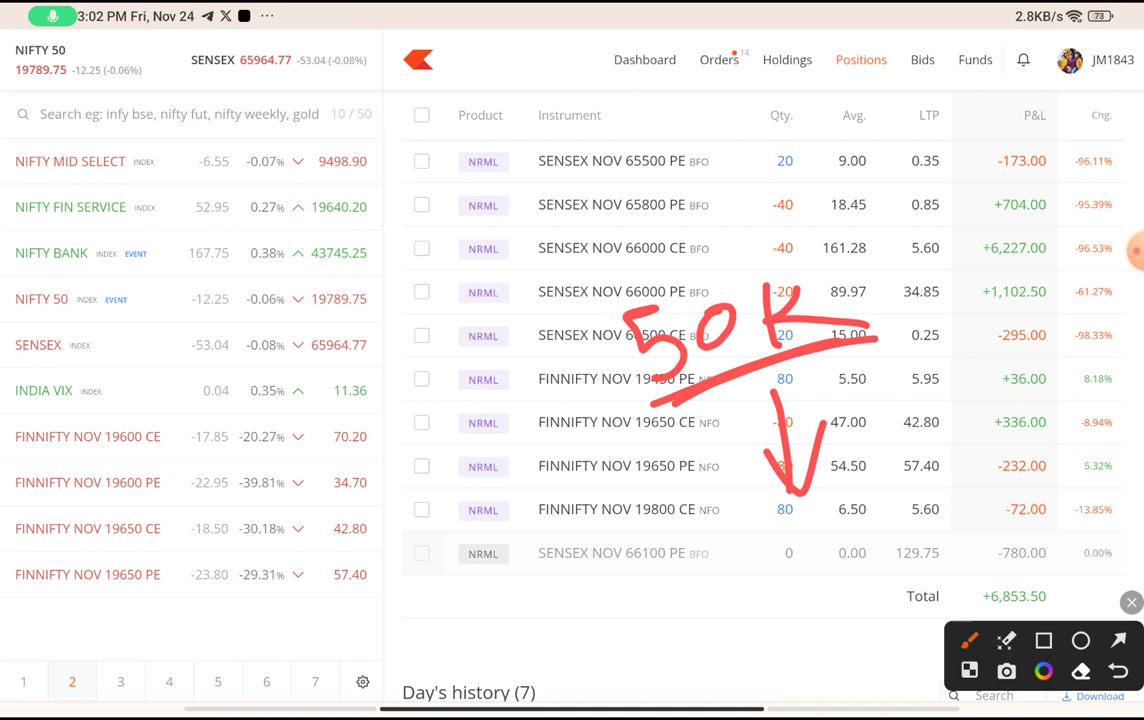 3:02 PM Fri, Nov 24 ··· 2.8KB/s 73
NIFTY 50
19789.75 -12.25 (-0.06%)
SENSEX 65964.77 -53.04 (-0.08%)
Dashboard Orders 14 Holdings Positions Bids Funds JM1843
Search eg: infy bse, nifty fut, nifty weekly, gold 10 / 50
NIFTY MID SELECT INDEX -6.55 -0.07% 9498.90
NIFTY FIN SERVICE INDEX 52.95 0.27% 19640.20
NIFTY BANK INDEX EVENT 167.75 0.38% 43745.25
NIFTY 50 INDEX EVENT -12.25 -0.06% 19789.75
SENSEX INDEX -53.04 -0.08% 65964.77
INDIA VIX INDEX 0.04 0.35% 11.36
FINNIFTY NOV 19600 CE -17.85 -20.27% 70.20
FINNIFTY NOV 19600 PE -22.95 -39.81% 34.70
FINNIFTY NOV 19650 CE -18.50 -30.18% 42.80
FINNIFTY NOV 19650 PE -23.80 -29.31% 57.40
1 2 3 4 5 6 7
Product Instrument Qty. Avg. LTP P&L Chg.
NRML SENSEX NOV 65500 PE BFO 20 9.00 0.35 -173.00 -96.11%
NRML SENSEX NOV 65800 PE BFO -40 18.45 0.85 +704.00 -95.39%
NRML SENSEX NOV 66000 CE BFO -40 161.28 5.60 +6,227.00 -96.53%
NRML SENSEX NOV 66000 PE BFO -20 89.97 34.85 +1,102.50 -61.27%
50K
NRML SENSEX NOV CE 20 15.00 0.25 -295.00 -98.33%
NRML FINNIFTY NOV PE 80 5.50 5.95 +36.00 8.18%
NRML FINNIFTY NOV 19650 CE NFO 47.00 42.80 +336.00 -8.94%
NRML FINNIFTY NOV 19650 PE NFO 54.50 57.40 -232.00 5.32%
NRML FINNIFTY NOV 19800 CE NFO 80 6.50 5.60 -72.00 -13.85%
NRML SENSEX NOV 66100 PE BFO 0 0.00 129.75 -780.00 0.00%
Total +6,853.50
Day's history (7) Search Download